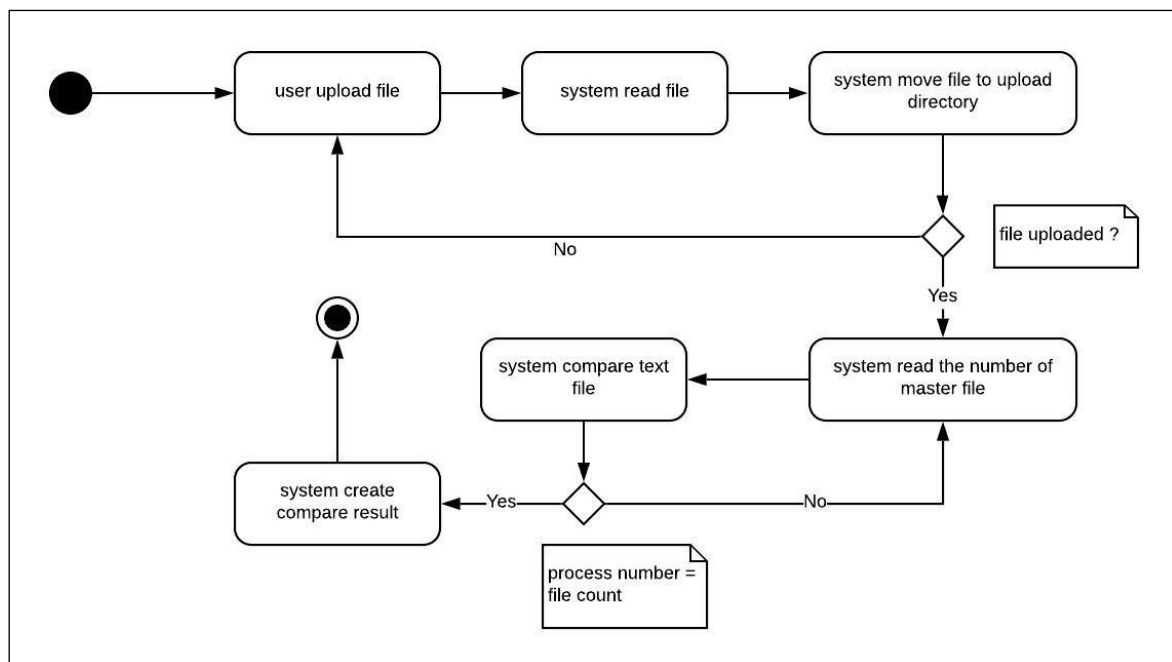 user upload file
system read file
system move file to upload
directory
file uploaded ?
No
Yes
system read the number of
master file
system compare text
file
Yes
No
system create
compare result
process number =
file count